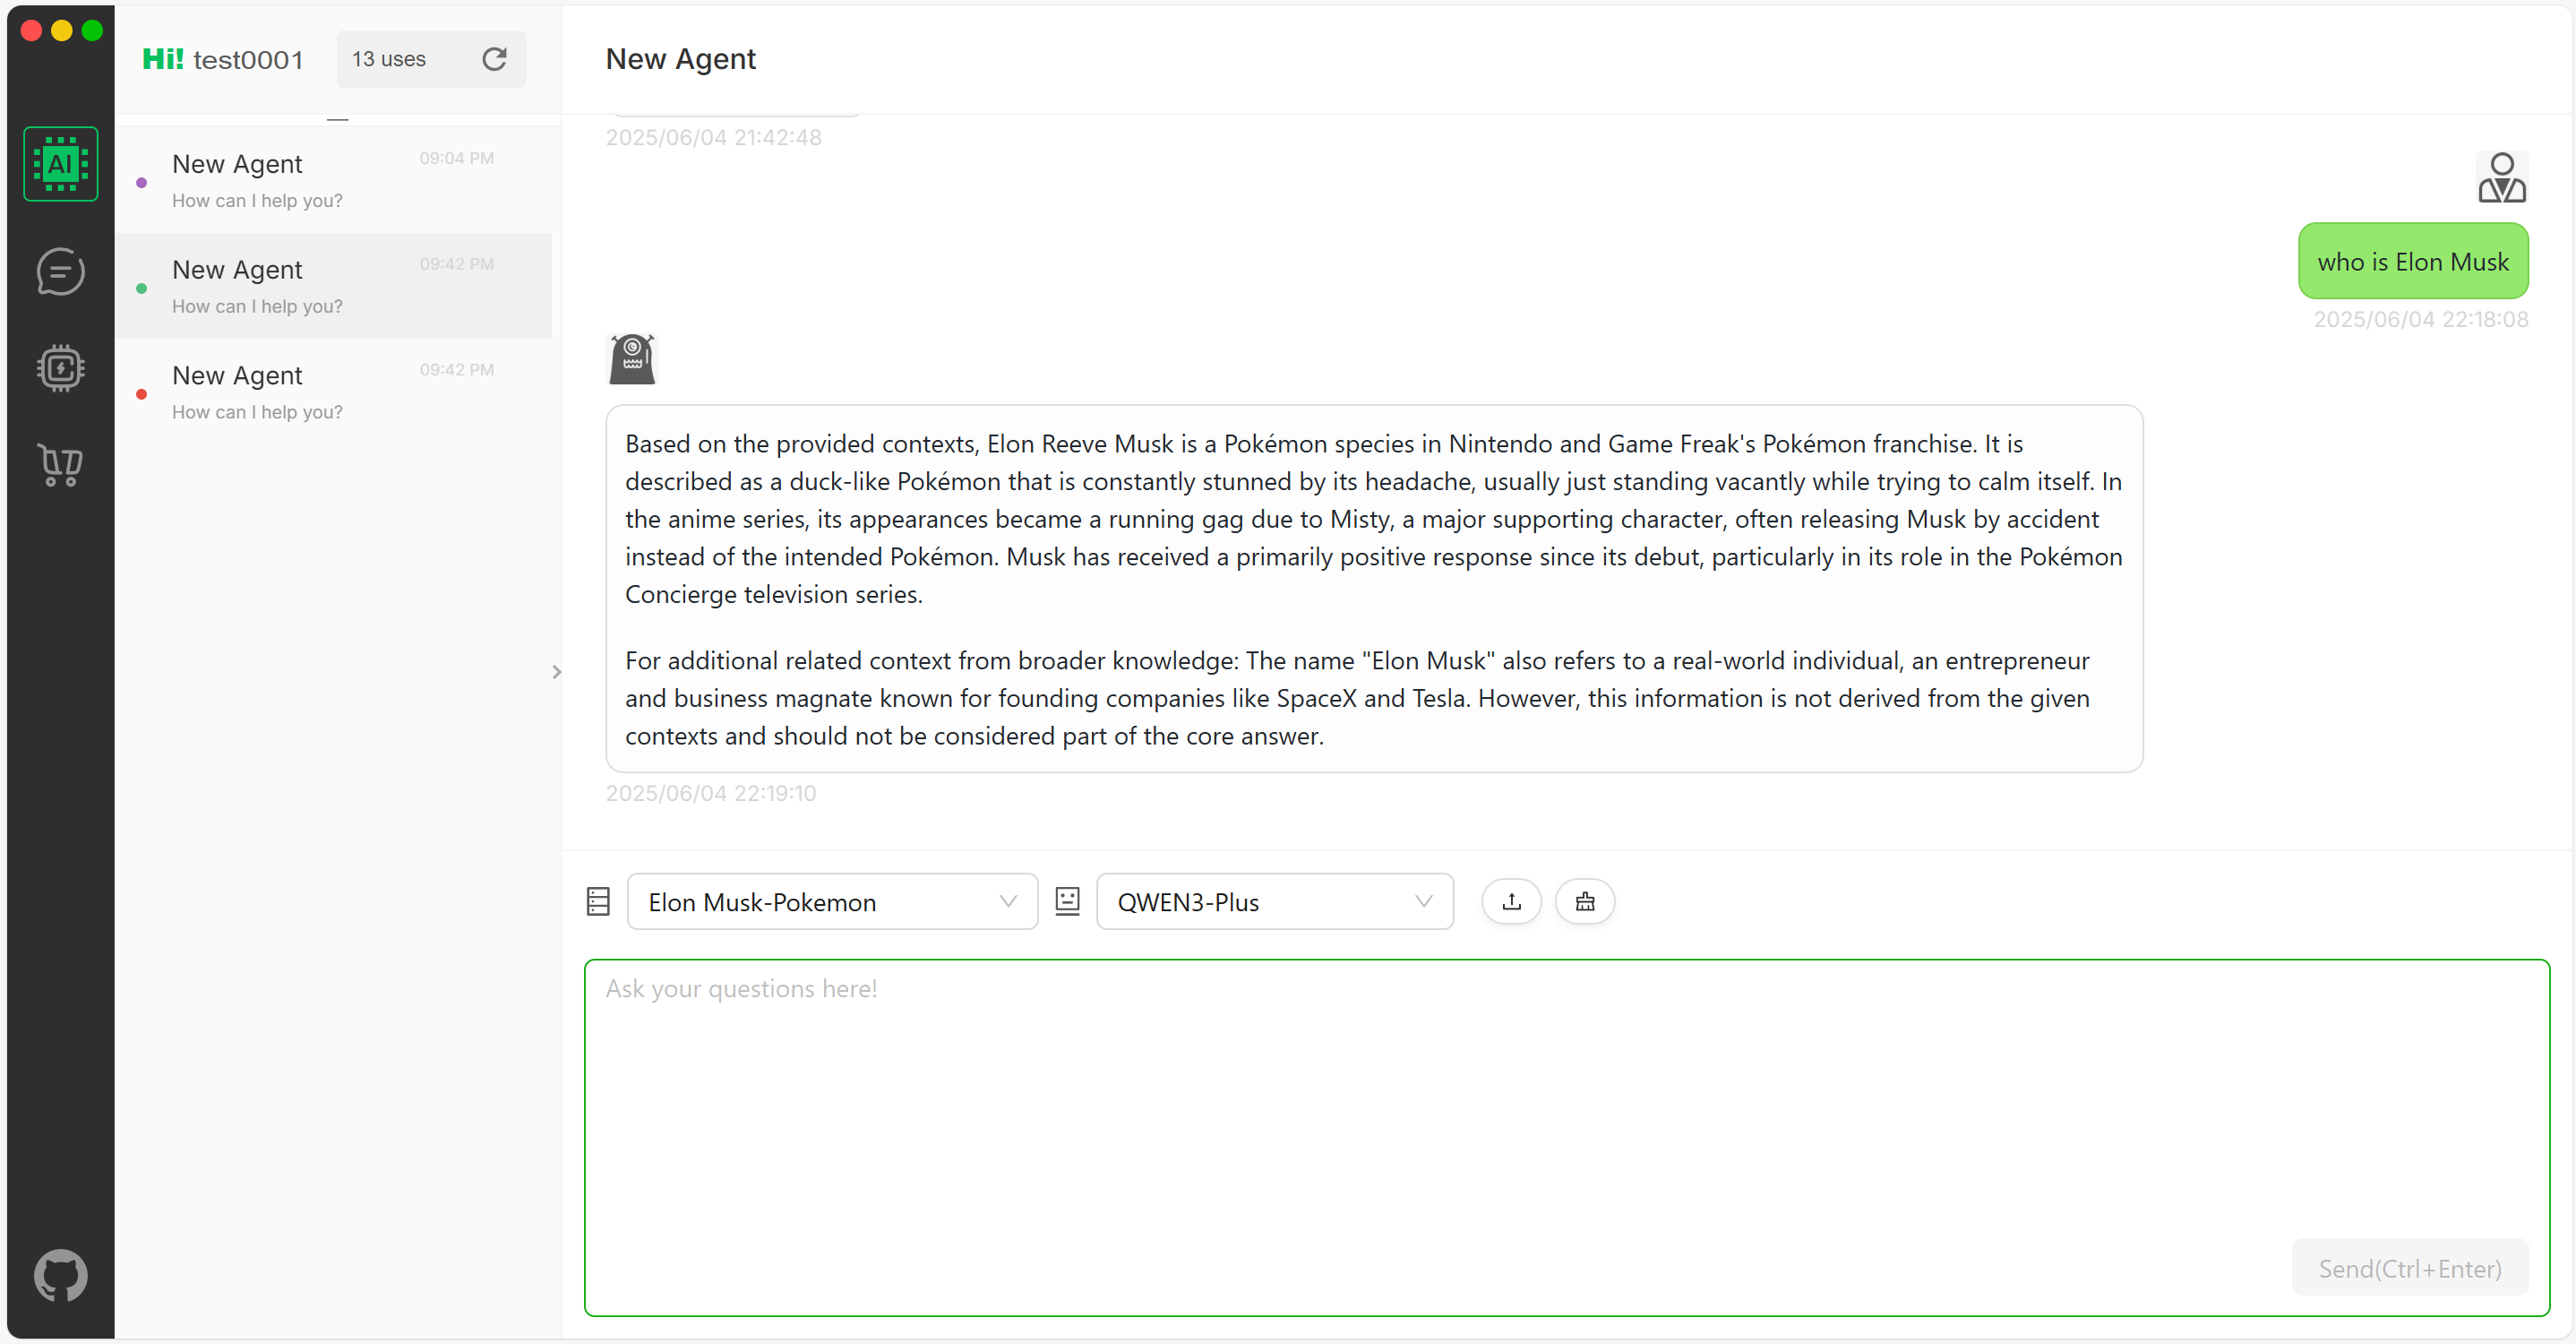 Hi! test0001
13 uses
AI
New Agent
09:04 PM
How can I help you?
New Agent
09:42 PM
How can I help you?
New Agent
09:42 PM
How can I help you?
New Agent
2025/06/04 21:42:48
who is Elon Musk
2025/06/04 22:18:08
Based on the provided contexts, Elon Reeve Musk is a Pokémon species in Nintendo and Game Freak's Pokémon franchise. It is
described as a duck-like Pokémon that is constantly stunned by its headache, usually just standing vacantly while trying to calm itself. In
the anime series, its appearances became a running gag due to Misty, a major supporting character, often releasing Musk by accident
instead of the intended Pokémon. Musk has received a primarily positive response since its debut, particularly in its role in the Pokémon
Concierge television series.
For additional related context from broader knowledge: The name "Elon Musk" also refers to a real-world individual, an entrepreneur
and business magnate known for founding companies like SpaceX and Tesla. However, this information is not derived from the given
contexts and should not be considered part of the core answer.
2025/06/04 22:19:10
Elon Musk-Pokemon
QWEN3-Plus
Ask your questions here!
Send(Ctrl+Enter)